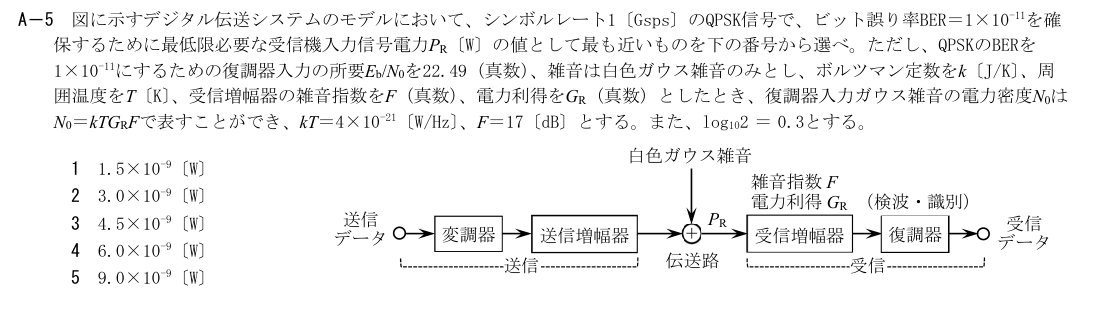 A-5 図に示すデジタル伝送システムのモデルにおいて、シンボルレート1〔Gsps〕のQPSK信号で、ビット誤り率BER=1×10⁻¹¹を確
保するために最低限必要な受信機入力信号電力PR〔W〕の値として最も近いものを下の番号から選べ。ただし、QPSKのBERを
1×10⁻¹¹にするための復調器入力の所要Eb/N0を22.49(真数)、雑音は白色ガウス雑音のみとし、ボルツマン定数をk〔J/K〕、周
囲温度をT〔K〕、受信増幅器の雑音指数をF(真数)、電力利得をGR(真数)としたとき、復調器入力ガウス雑音の電力密度N0は
N0=kTGRFで表すことができ、kT=4×10⁻²¹〔W/Hz〕、F=17〔dB〕とする。また、log₁₀2 = 0.3とする。
1 1.5×10⁻⁹〔W〕
2 3.0×10⁻⁹〔W〕
3 4.5×10⁻⁹〔W〕
4 6.0×10⁻⁹〔W〕
5 9.0×10⁻⁹〔W〕
白色ガウス雑音
雑音指数 F
電力利得 GR (検波・識別)
送信
データ
変調器
送信増幅器
PR
受信増幅器
復調器
受信
データ
伝送路
送信
受信